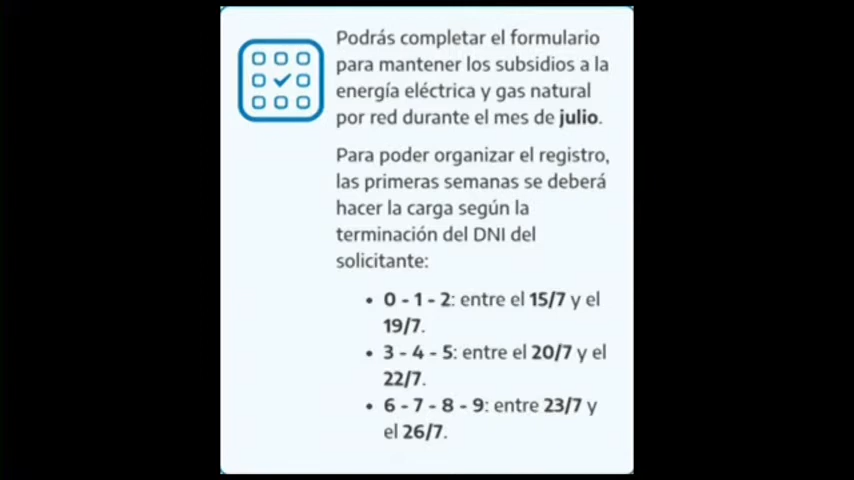 Podrás completar el formulario
para mantener los subsidios a la
energía eléctrica y gas natural
por red durante el mes de julio.
Para poder organizar el registro,
las primeras semanas se deberá
hacer la carga según la
terminación del DNI del
solicitante:
• 0 - 1 - 2: entre el 15/7 y el
19/7.
• 3 - 4 - 5: entre el 20/7 y el
22/7.
• 6 - 7 - 8 - 9: entre 23/7 y
el 26/7.